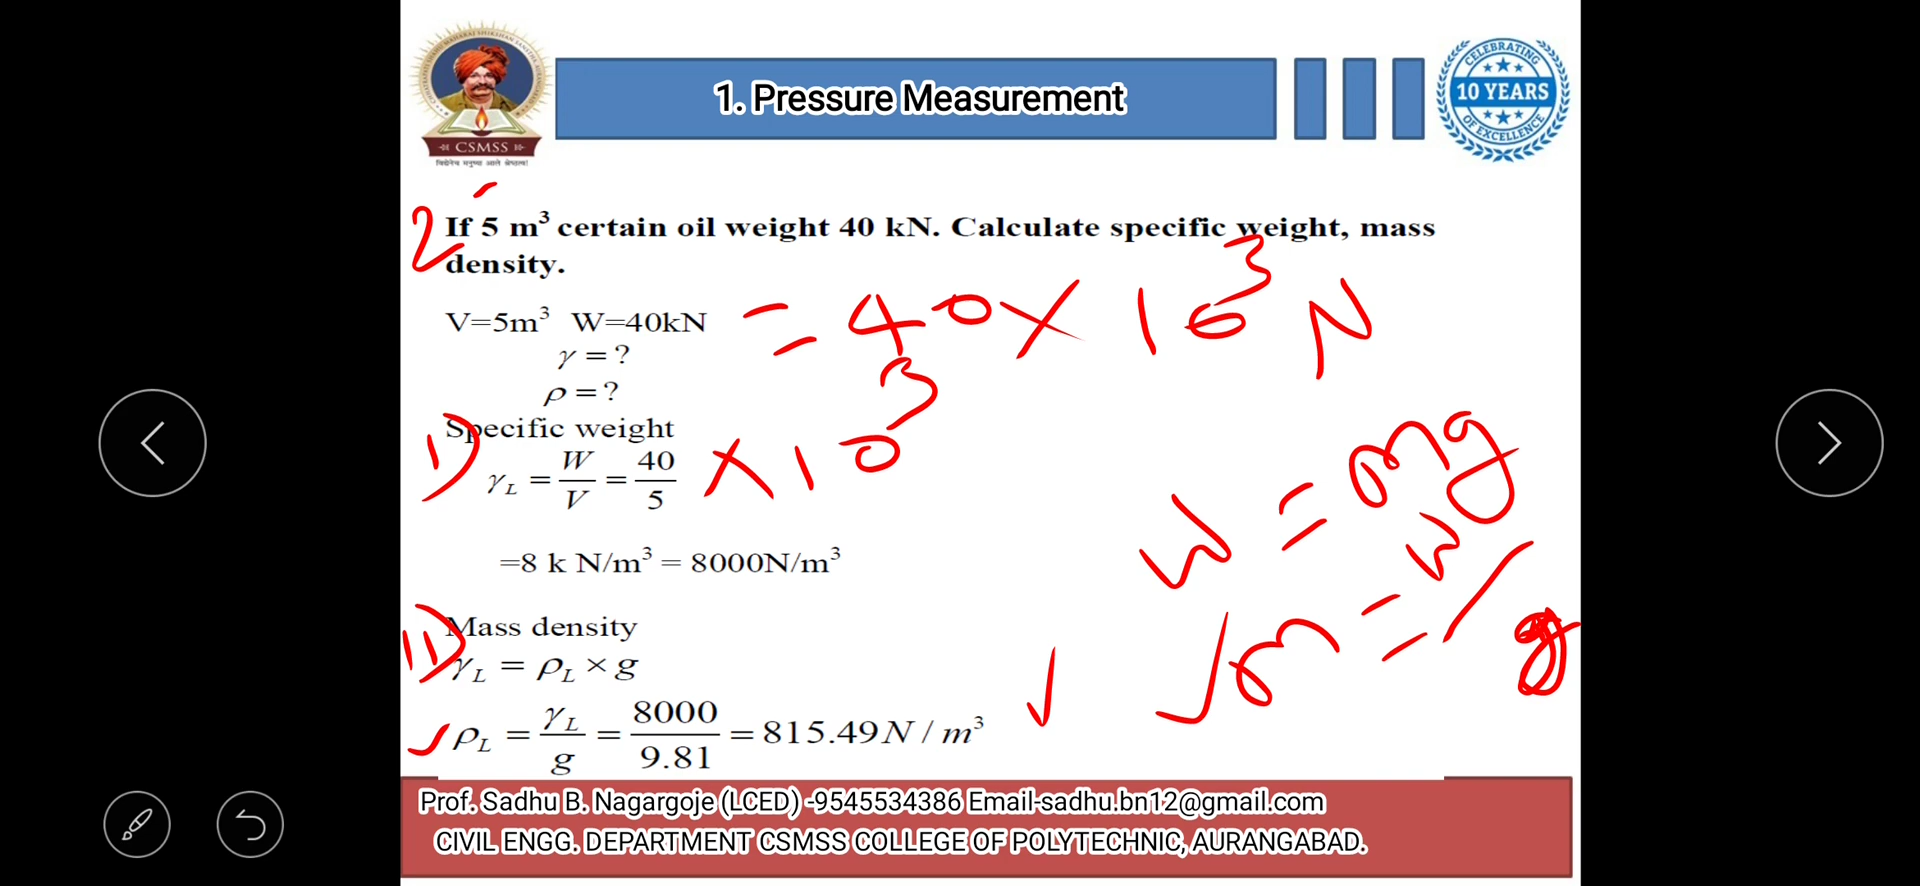 CSMSS
1. Pressure Measurement
CELEBRATING
10 YEARS
OF EXCELLENCE
2
If 5 m³ certain oil weight 40 kN. Calculate specific weight, mass
density.
V=5m³ W=40kN = 40 × 10³ N
γ = ?
ρ = ?
1) Specific weight
γL = W/V = 40/5 × 10³
W = mg
=8 k N/m³ = 8000N/m³
m = W/g
11) Mass density
γL = ρL × g
ρL = γL/g = 8000/9.81 = 815.49 N / m³
Prof. Sadhu B. Nagargoje (LCED) -9545534386 Email-sadhu.bn12@gmail.com
CIVIL ENGG. DEPARTMENT CSMSS COLLEGE OF POLYTECHNIC, AURANGABAD.